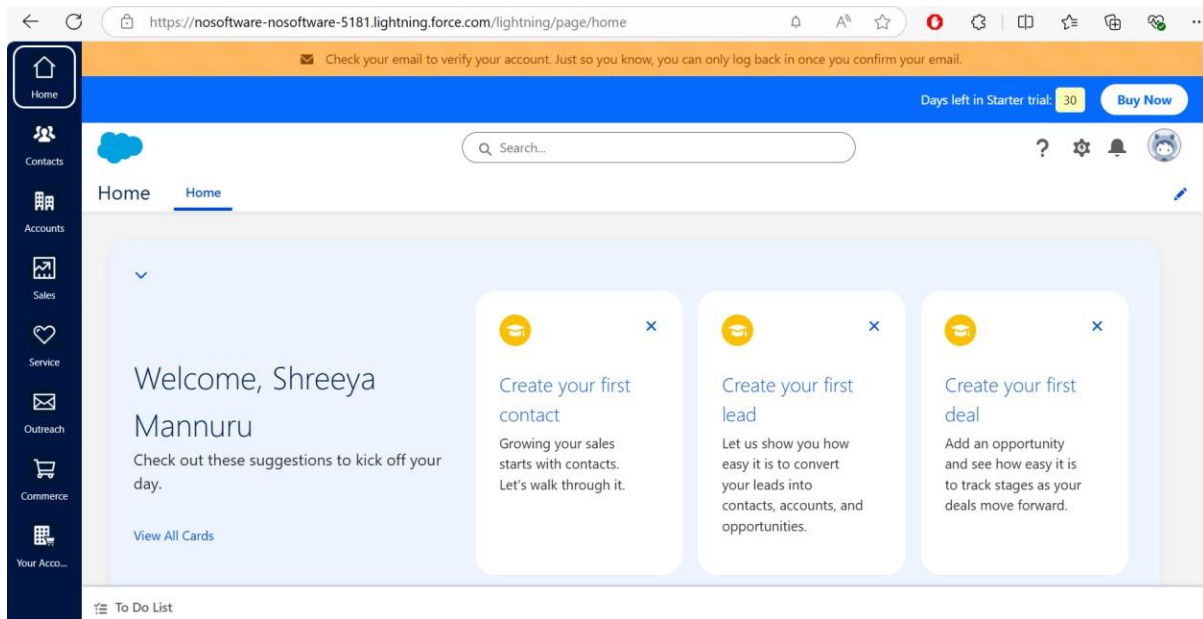 https://nosoftware-nosoftware-5181.lightning.force.com/lightning/page/home
Check your email to verify your account. Just so you know, you can only log back in once you confirm your email.
Days left in Starter trial: 30 Buy Now
Home
Contacts
Accounts
Sales
Service
Outreach
Commerce
Your Acco...
Search...
Home Home
Welcome, Shreeya
Mannuru
Check out these suggestions to kick off your
day.
View All Cards
Create your first
contact
Growing your sales
starts with contacts.
Let's walk through it.
Create your first
lead
Let us show you how
easy it is to convert
your leads into
contacts, accounts, and
opportunities.
Create your first
deal
Add an opportunity
and see how easy it is
to track stages as your
deals move forward.
To Do List